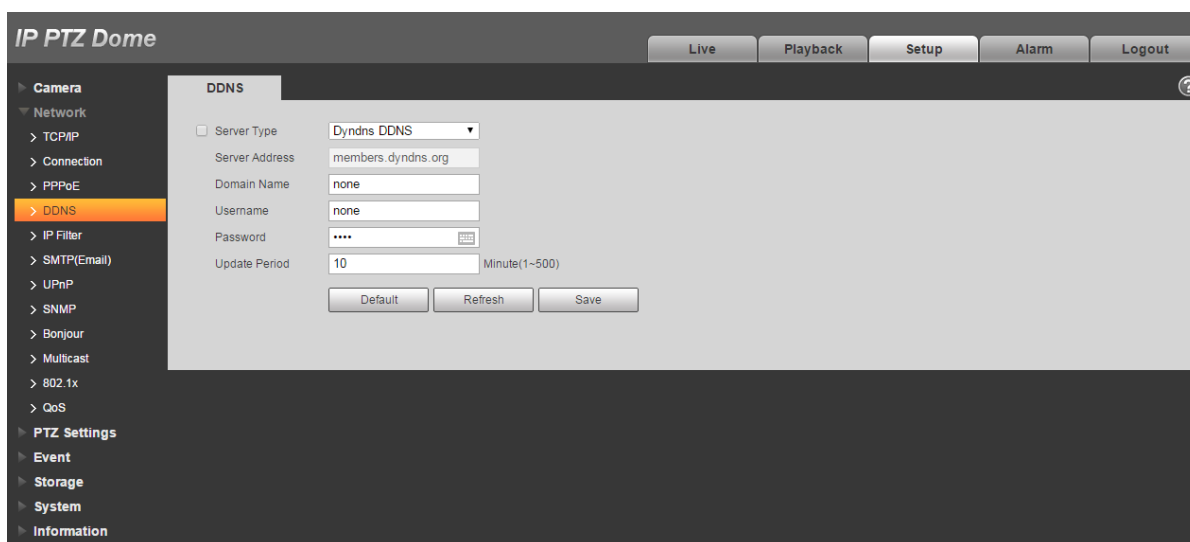 IP PTZ Dome
Live Playback Setup Alarm Logout
Camera
Network
TCP/IP
Connection
PPPoE
DDNS
IP Filter
SMTP(Email)
UPnP
SNMP
Bonjour
Multicast
802.1x
QoS
PTZ Settings
Event
Storage
System
Information
DDNS
?
Server Type Dyndns DDNS
Server Address members.dyndns.org
Domain Name none
Username none
Password ••••
Update Period 10 Minute(1~500)
Default Refresh Save